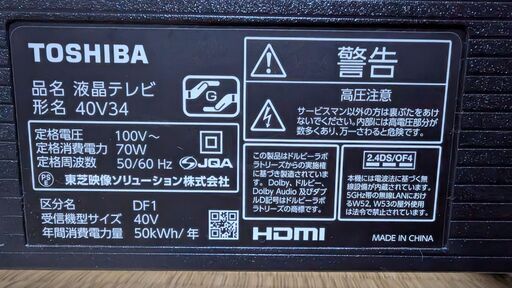 TOSHIBA
品名 液晶テレビ
形名 40V34
定格電圧 100V～
定格消費電力 70W
定格周波数 50/60 Hz
JQA
PS
E
東芝映像ソリューション株式会社
区分名 DF1
受信機型サイズ 40V
年間消費電力量 50kWh/年
G
警告
高圧注意
サービスマン以外の方は裏ぶたをあけ
ないでください。内部には高電圧部分が
数多くあり、万一さわると危険です。
この製品はドルビーラボ
ラトリーズからの実施権
に基づき製造されています。
Dolby、ドルビー、
Dolby Audio 及びダブ
ルD記号はドルビーラボ
ラトリーズの商標です。
2.4DS/OF4
本機には電波法に基づく無
線設備が内蔵されています。
5GHz帯の無線LANにおけ
るW52、W53の屋外使用
は法令で禁止されています。
HDMI
MADE IN CHINA